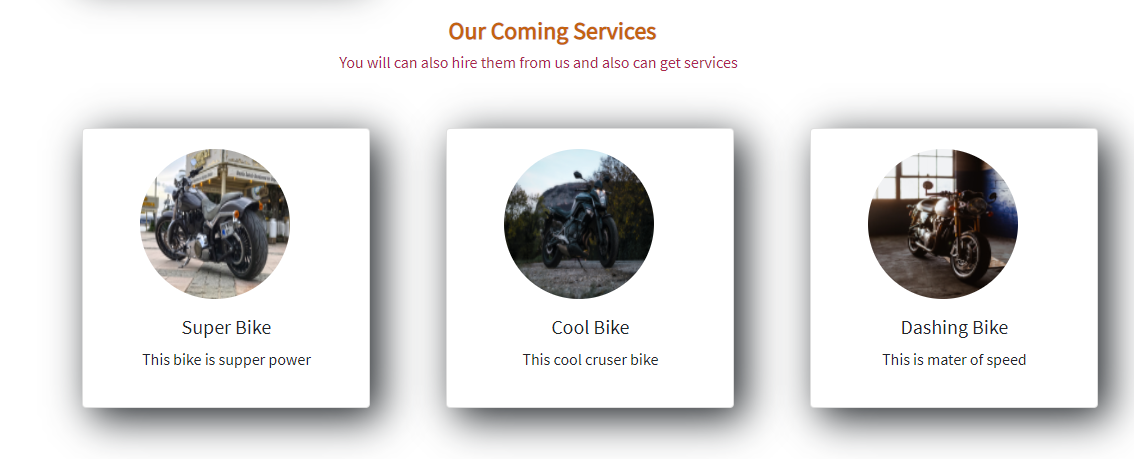 Our Coming Services
You will can also hire them from us and also can get services
Super Bike
Cool Bike
Dashing Bike
This bike is supper power
This cool cruser bike
This is mater of speed